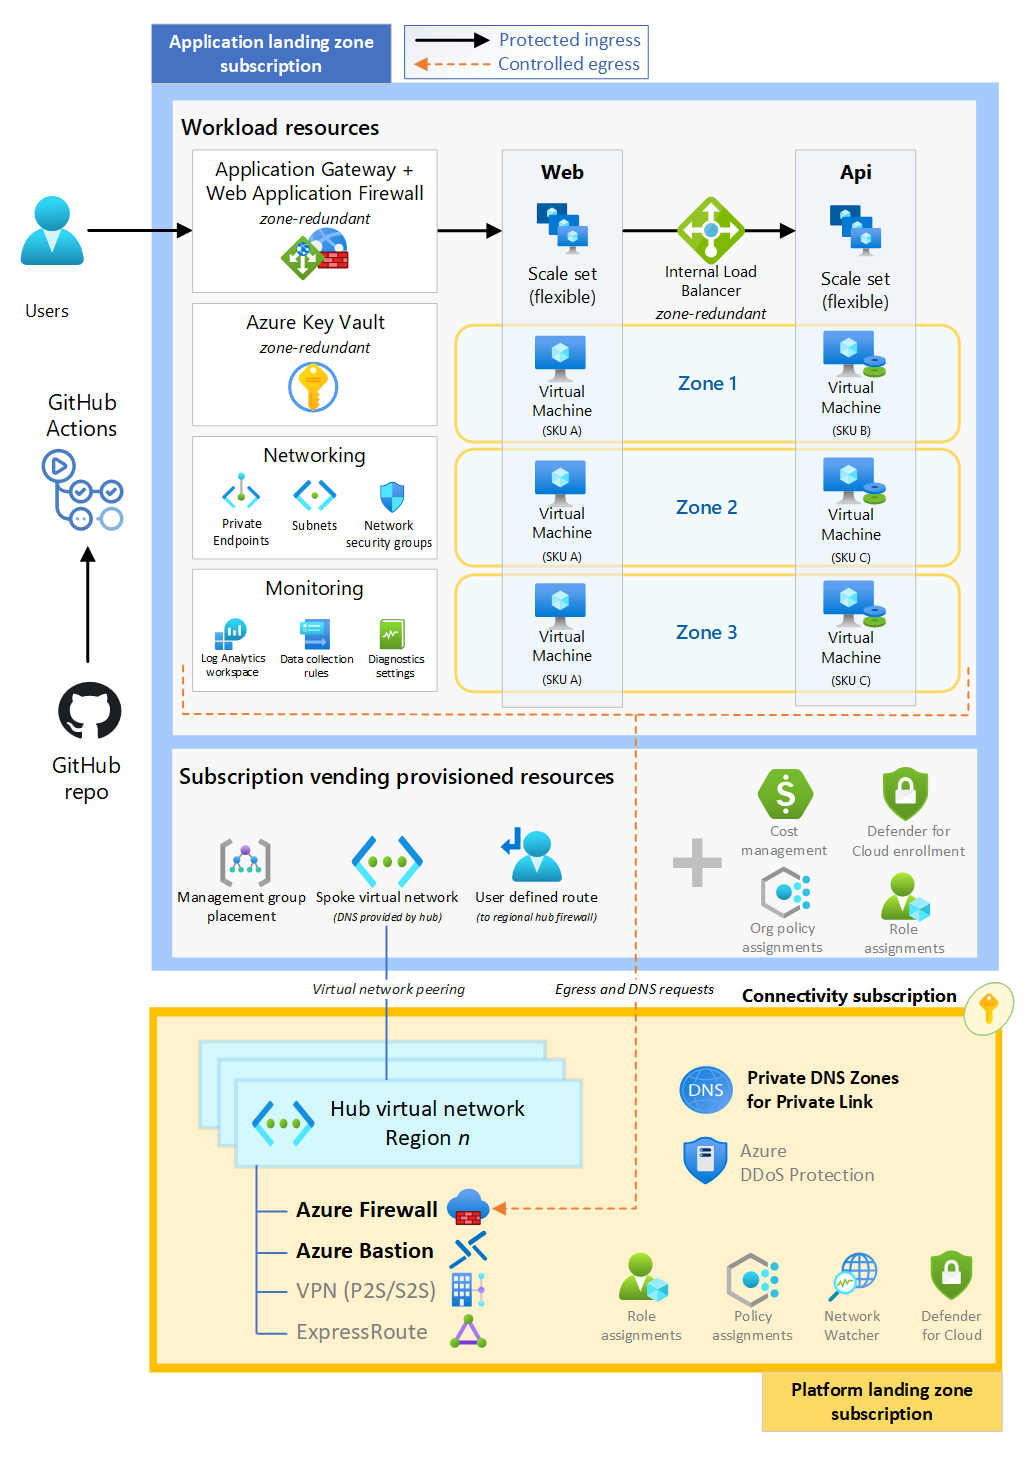 Application landing zone
subscription
Protected ingress
Controlled egress
Workload resources
Application Gateway +
Web Application Firewall
zone-redundant
Web
Scale set
(flexible)
Internal Load
Balancer
zone-redundant
Api
Scale set
(flexible)
Users
Azure Key Vault
zone-redundant
Virtual
Machine
(SKU A)
Zone 1
Virtual
Machine
(SKU B)
GitHub
Actions
Networking
Private
Endpoints
Subnets
Network
security groups
Virtual
Machine
(SKU A)
Zone 2
Virtual
Machine
(SKU C)
Monitoring
Log Analytics
workspace
Data collection
rules
Diagnostics
settings
Virtual
Machine
(SKU A)
Zone 3
Virtual
Machine
(SKU C)
GitHub
repo
Subscription vending provisioned resources
Management group
placement
Spoke virtual network
(DNS provided by hub)
User defined route
(to regional hub firewall)
Cost
management
Defender for
Cloud enrollment
Org policy
assignments
Role
assignments
Virtual network peering
Egress and DNS requests
Connectivity subscription
Hub virtual network
Region n
DNS
Private DNS Zones
for Private Link
Azure
DDoS Protection
Azure Firewall
Azure Bastion
VPN (P2S/S2S)
ExpressRoute
Role
assignments
Policy
assignments
Network
Watcher
Defender
for Cloud
Platform landing zone
subscription